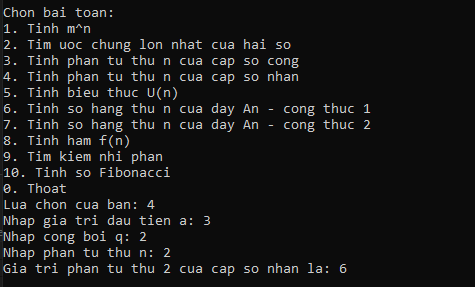 Chon bai toan:
1. Tinh m^n
2. Tim uoc chung lon nhat cua hai so
3. Tinh phan tu thu n cua cap so cong
4. Tinh phan tu thu n cua cap so nhan
5. Tinh bieu thuc U(n)
6. Tinh so hang thu n cua day An - cong thuc 1
7. Tinh so hang thu n cua day An - cong thuc 2
8. Tinh ham f(n)
9. Tim kiem nhi phan
10. Tinh so Fibonacci
0. Thoat
Lua chon cua ban: 4
Nhap gia tri dau tien a: 3
Nhap cong boi q: 2
Nhap phan tu thu n: 2
Gia tri phan tu thu 2 cua cap so nhan la: 6